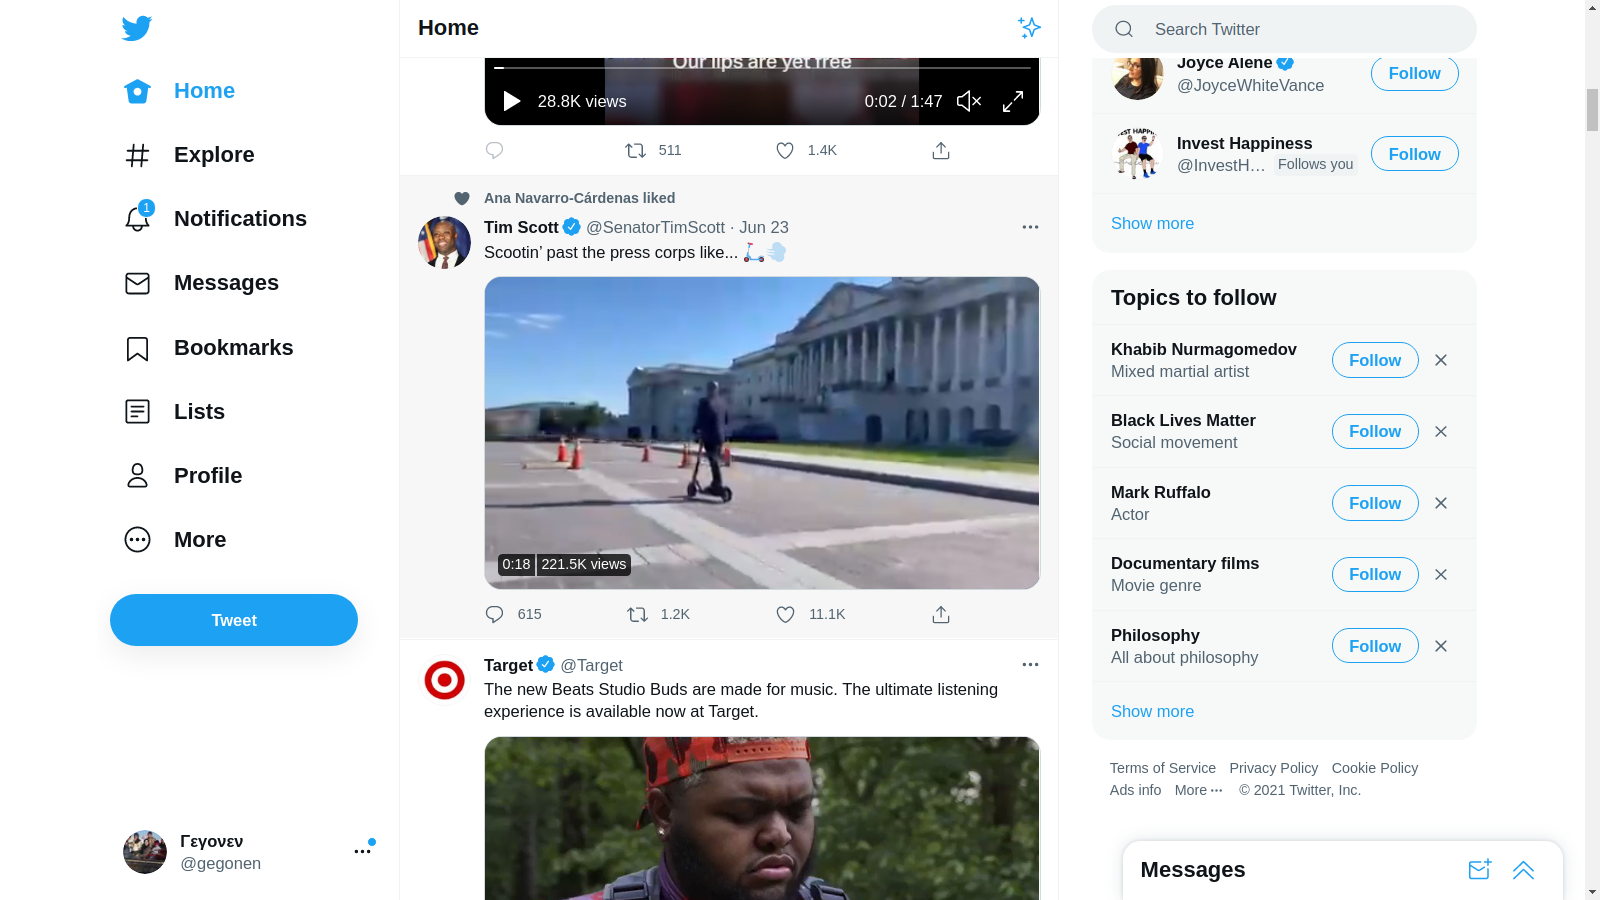 Home
Explore
1
Notifications
Messages
Bookmarks
Lists
Profile
More
Tweet
Γεγονεν
@gegonen
Home
Our lips are yet free
28.8K views
0:02 / 1:47
511
1.4K
Ana Navarro-Cárdenas liked
Tim Scott @SenatorTimScott · Jun 23
Scootin’ past the press corps like... 🛴💨
0:18 221.5K views
615
1.2K
11.1K
Target @Target
The new Beats Studio Buds are made for music. The ultimate listening
experience is available now at Target.
Search Twitter
Joyce Alene
@JoyceWhiteVance
Follow
Invest Happiness
@InvestH... Follows you
Follow
Show more
Topics to follow
Khabib Nurmagomedov
Mixed martial artist
Follow
Black Lives Matter
Social movement
Follow
Mark Ruffalo
Actor
Follow
Documentary films
Movie genre
Follow
Philosophy
All about philosophy
Follow
Show more
Terms of Service Privacy Policy Cookie Policy
Ads info More ··· © 2021 Twitter, Inc.
Messages